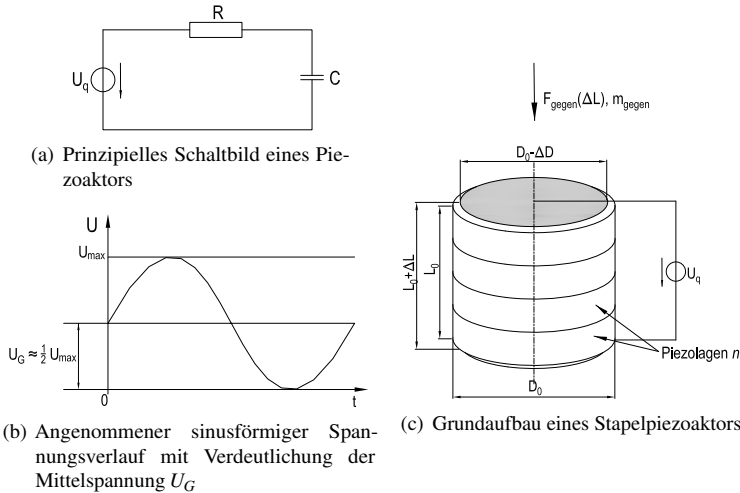 R
U_q
C
(a) Prinzipielles Schaltbild eines Pie-
zoaktors
U
U_max
U_G ≈ ½ U_max
0
t
(b) Angenommener sinusförmiger Span-
nungsverlauf mit Verdeutlichung der
Mittelspannung U_G
F_gegen(ΔL), m_gegen
D_0-ΔD
L_0+ΔL
L_0
U_q
Piezolagen n
D_0
(c) Grundaufbau eines Stapelpiezoaktors